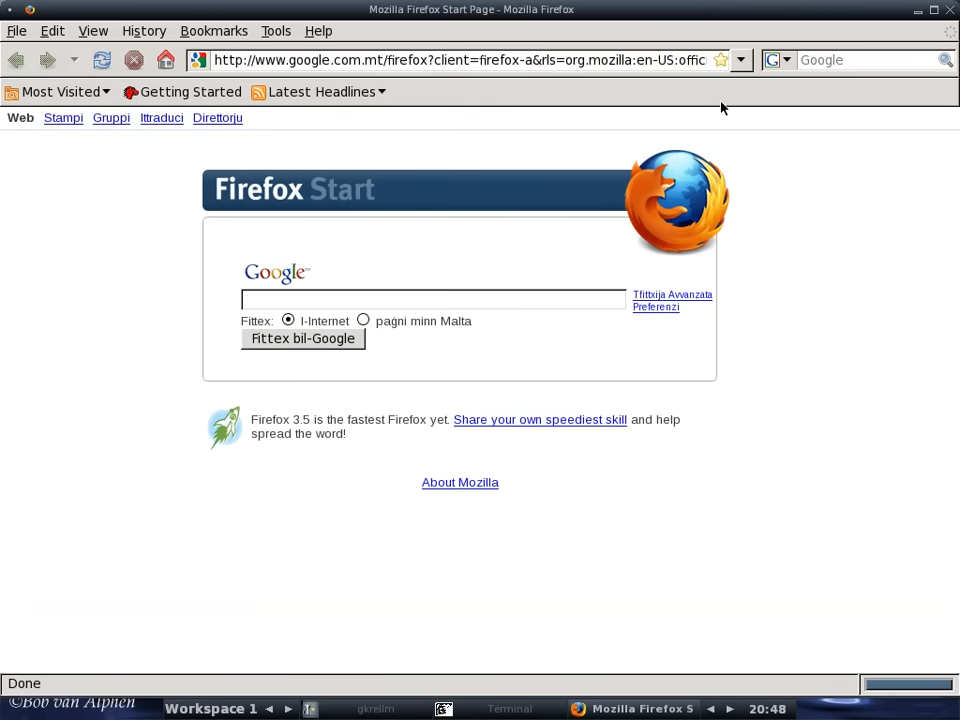 Mozilla Firefox Start Page - Mozilla Firefox
File Edit View History Bookmarks Tools Help
http://www.google.com.mt/firefox?client=firefox-a&rls=org.mozilla:en-US:offic
Google
Most Visited Getting Started Latest Headlines
Web Stampi Gruppi Ittraduci Direttorju
Firefox Start
Google™
Tfittxija Avvanzata
Preferenzi
Fittex: l-Internet paġni minn Malta
Fittex bil-Google
Firefox 3.5 is the fastest Firefox yet. Share your own speediest skill and help
spread the word!
About Mozilla
Done
©Bob van Alphen
Workspace 1 gkrellm Terminal Mozilla Firefox S 20:48